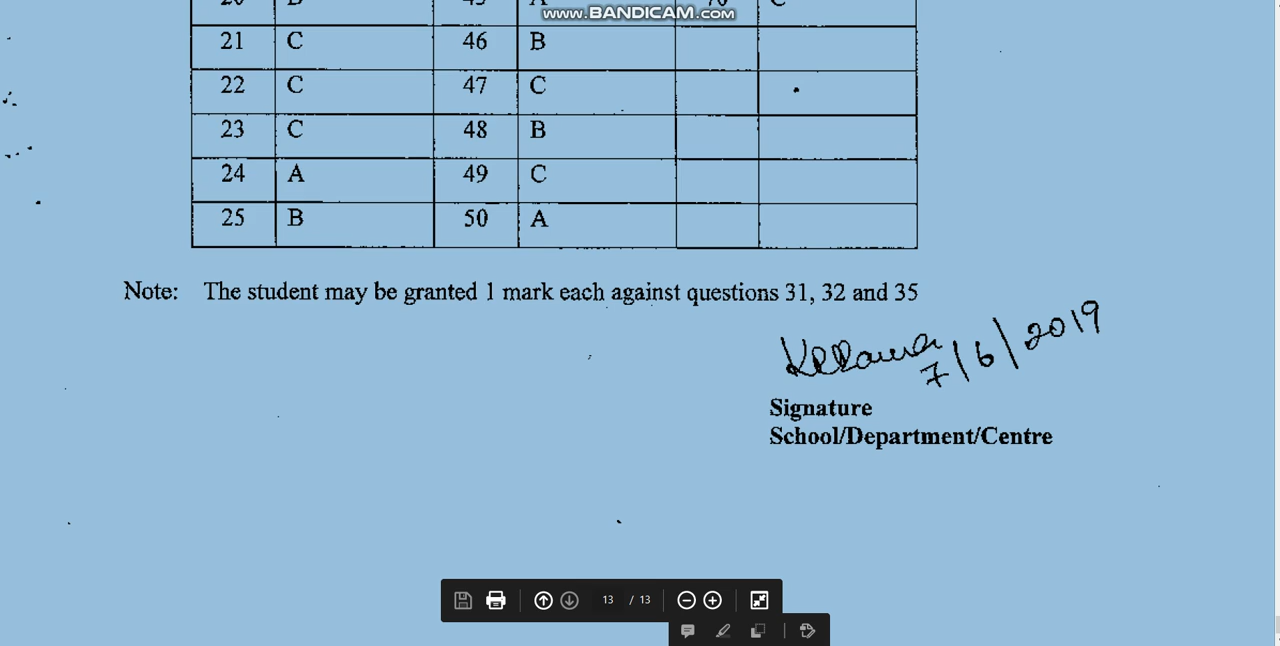 www.BANDICAM.com
21 C 46 B
22 C 47 C
23 C 48 B
24 A 49 C
25 B 50 A
Note: The student may be granted 1 mark each against questions 31, 32 and 35
7/6/2019
Signature
School/Department/Centre
13 / 13